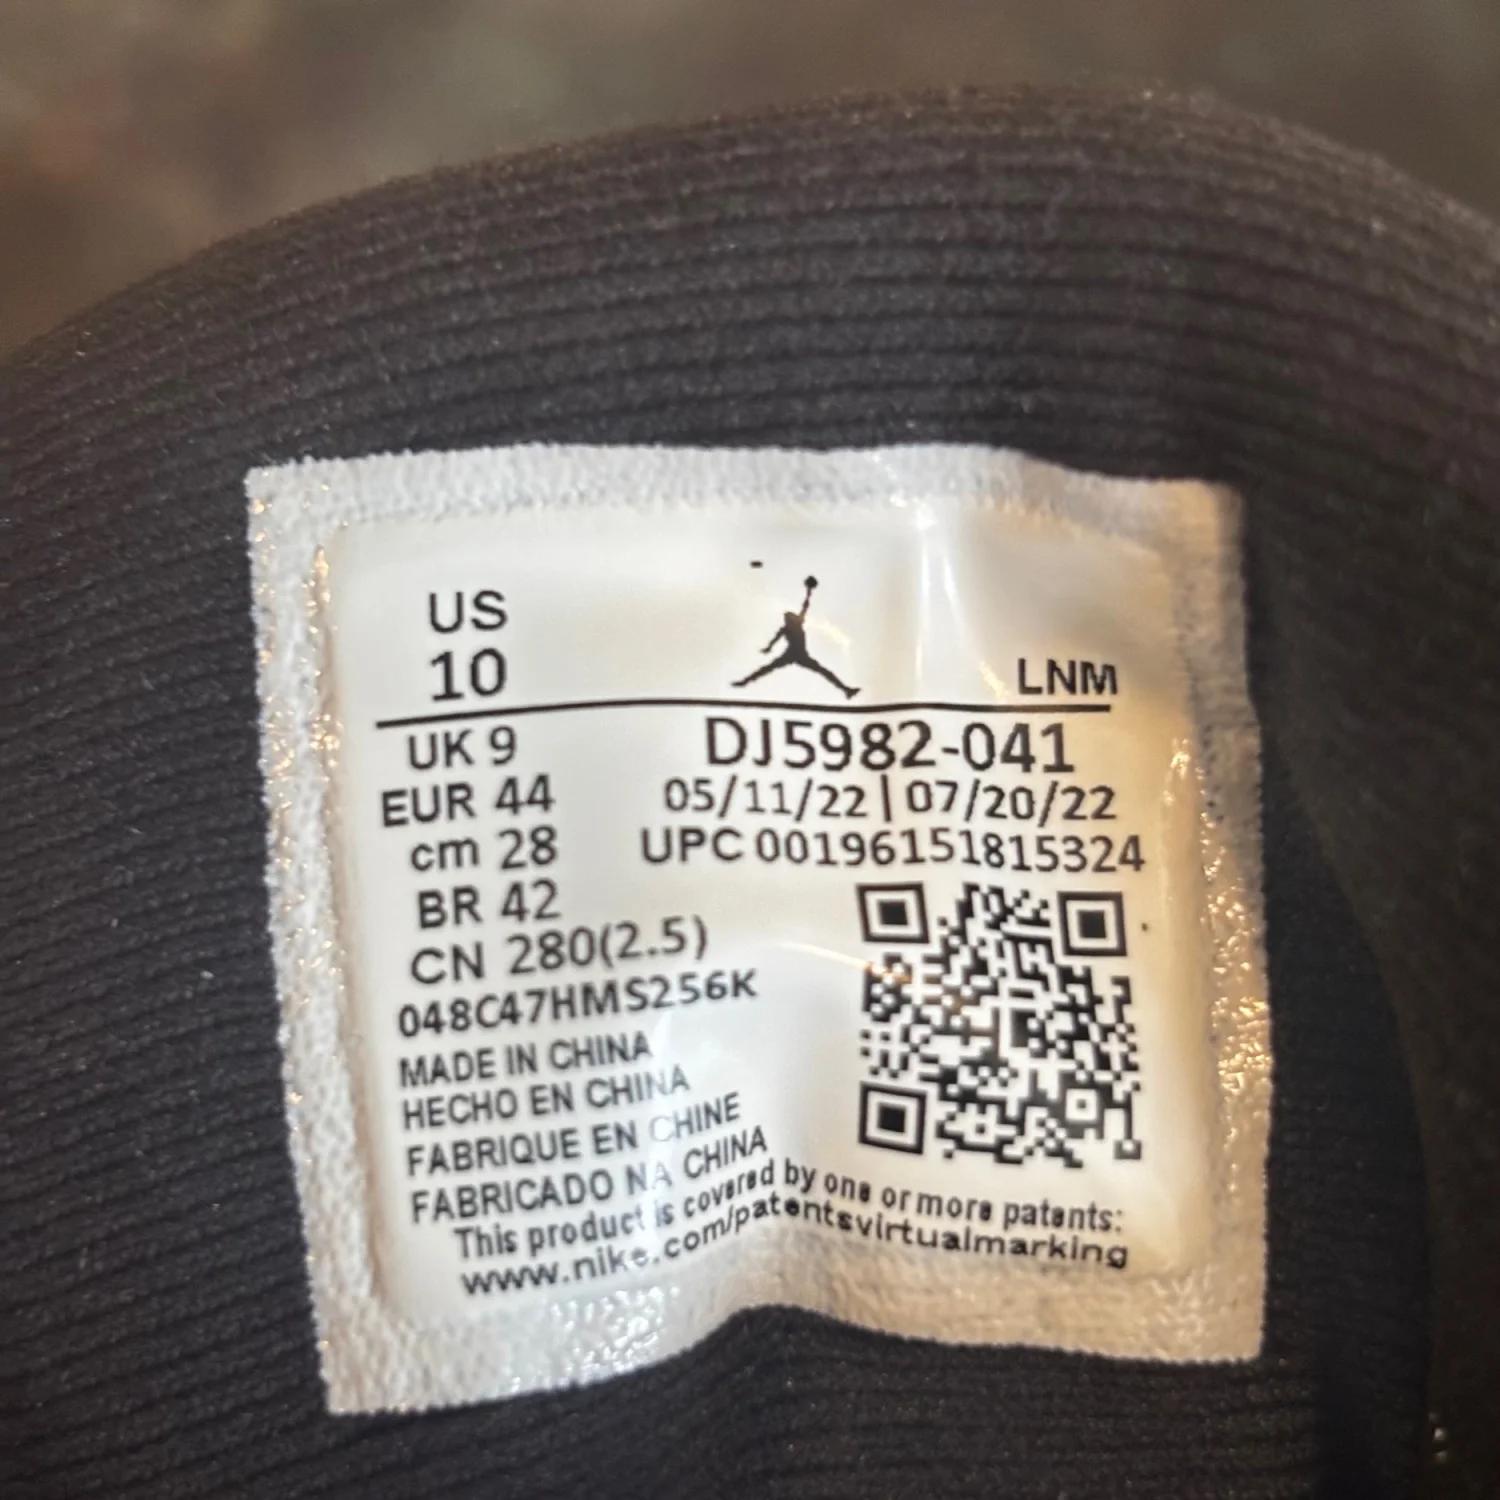 US
10
LNM
UK 9
DJ5982-041
EUR 44
05/11/22 | 07/20/22
cm 28
UPC 00196151815324
BR 42
CN 280(2.5)
048C47HMS256K
MADE IN CHINA
HECHO EN CHINA
FABRIQUE EN CHINE
FABRICADO NA CHINA
This product is covered by one or more patents:
www.nike.com/patentsvirtualmarking